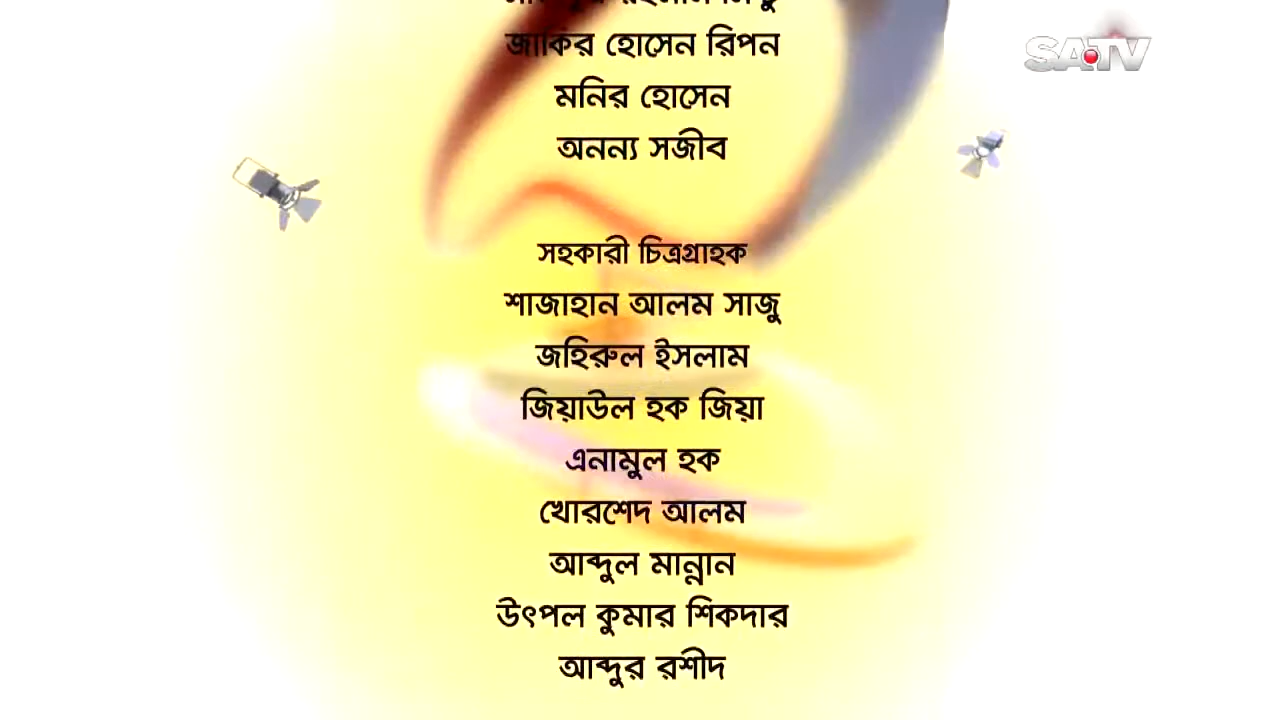 জাকির হোসেন রিপন
SATV
মনির হোসেন
অনন্য সজীব
সহকারী চিত্রগ্রাহক
শাজাহান আলম সাজু
জহিরুল ইসলাম
জিয়াউল হক জিয়া
এনামুল হক
খোরশেদ আলম
আব্দুল মান্নান
উৎপল কুমার শিকদার
আব্দুর রশীদ